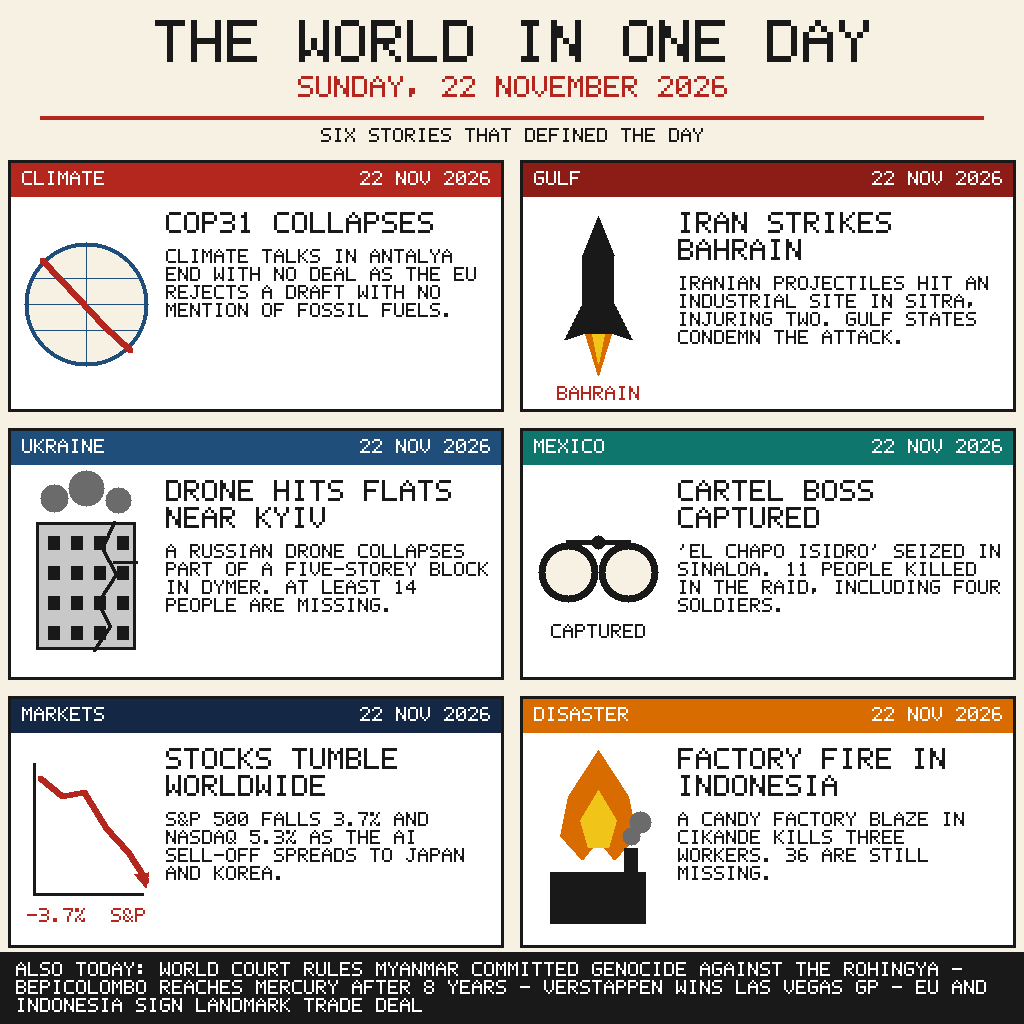 THE WORLD IN ONE DAY
SUNDAY, 22 NOVEMBER 2026
SIX STORIES THAT DEFINED THE DAY
CLIMATE 22 NOV 2026
COP31 COLLAPSES
CLIMATE TALKS IN ANTALYA
END WITH NO DEAL AS THE EU
REJECTS A DRAFT WITH NO
MENTION OF FOSSIL FUELS.
GULF 22 NOV 2026
IRAN STRIKES
BAHRAIN
IRANIAN PROJECTILES HIT AN
INDUSTRIAL SITE IN SITRA,
INJURING TWO. GULF STATES
CONDEMN THE ATTACK.
BAHRAIN
UKRAINE 22 NOV 2026
DRONE HITS FLATS
NEAR KYIV
A RUSSIAN DRONE COLLAPSES
PART OF A FIVE-STOREY BLOCK
IN DYMER. AT LEAST 14
PEOPLE ARE MISSING.
MEXICO 22 NOV 2026
CARTEL BOSS
CAPTURED
'EL CHAPO ISIDRO' SEIZED IN
SINALOA. 11 PEOPLE KILLED
IN THE RAID, INCLUDING FOUR
SOLDIERS.
CAPTURED
MARKETS 22 NOV 2026
STOCKS TUMBLE
WORLDWIDE
S&P 500 FALLS 3.7% AND
NASDAQ 5.3% AS THE AI
SELL-OFF SPREADS TO JAPAN
AND KOREA.
-3.7% S&P
DISASTER 22 NOV 2026
FACTORY FIRE IN
INDONESIA
A CANDY FACTORY BLAZE IN
CIKANDE KILLS THREE
WORKERS. 36 ARE STILL
MISSING.
ALSO TODAY: WORLD COURT RULES MYANMAR COMMITTED GENOCIDE AGAINST THE ROHINGYA -
BEPICOLOMBO REACHES MERCURY AFTER 8 YEARS - VERSTAPPEN WINS LAS VEGAS GP - EU AND
INDONESIA SIGN LANDMARK TRADE DEAL